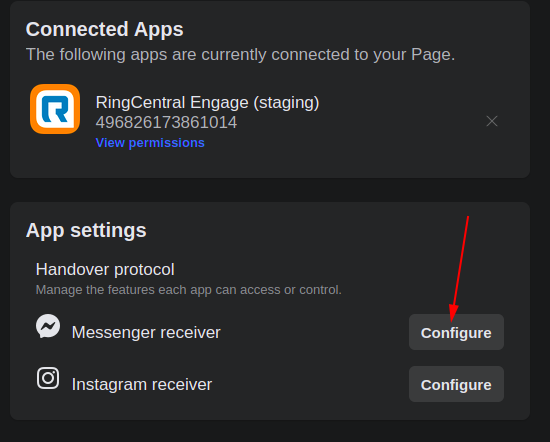 Connected Apps
The following apps are currently connected to your Page.
RingCentral Engage (staging)
496826173861014
View permissions
App settings
Handover protocol
Manage the features each app can access or control.
Messenger receiver
Configure
Instagram receiver
Configure